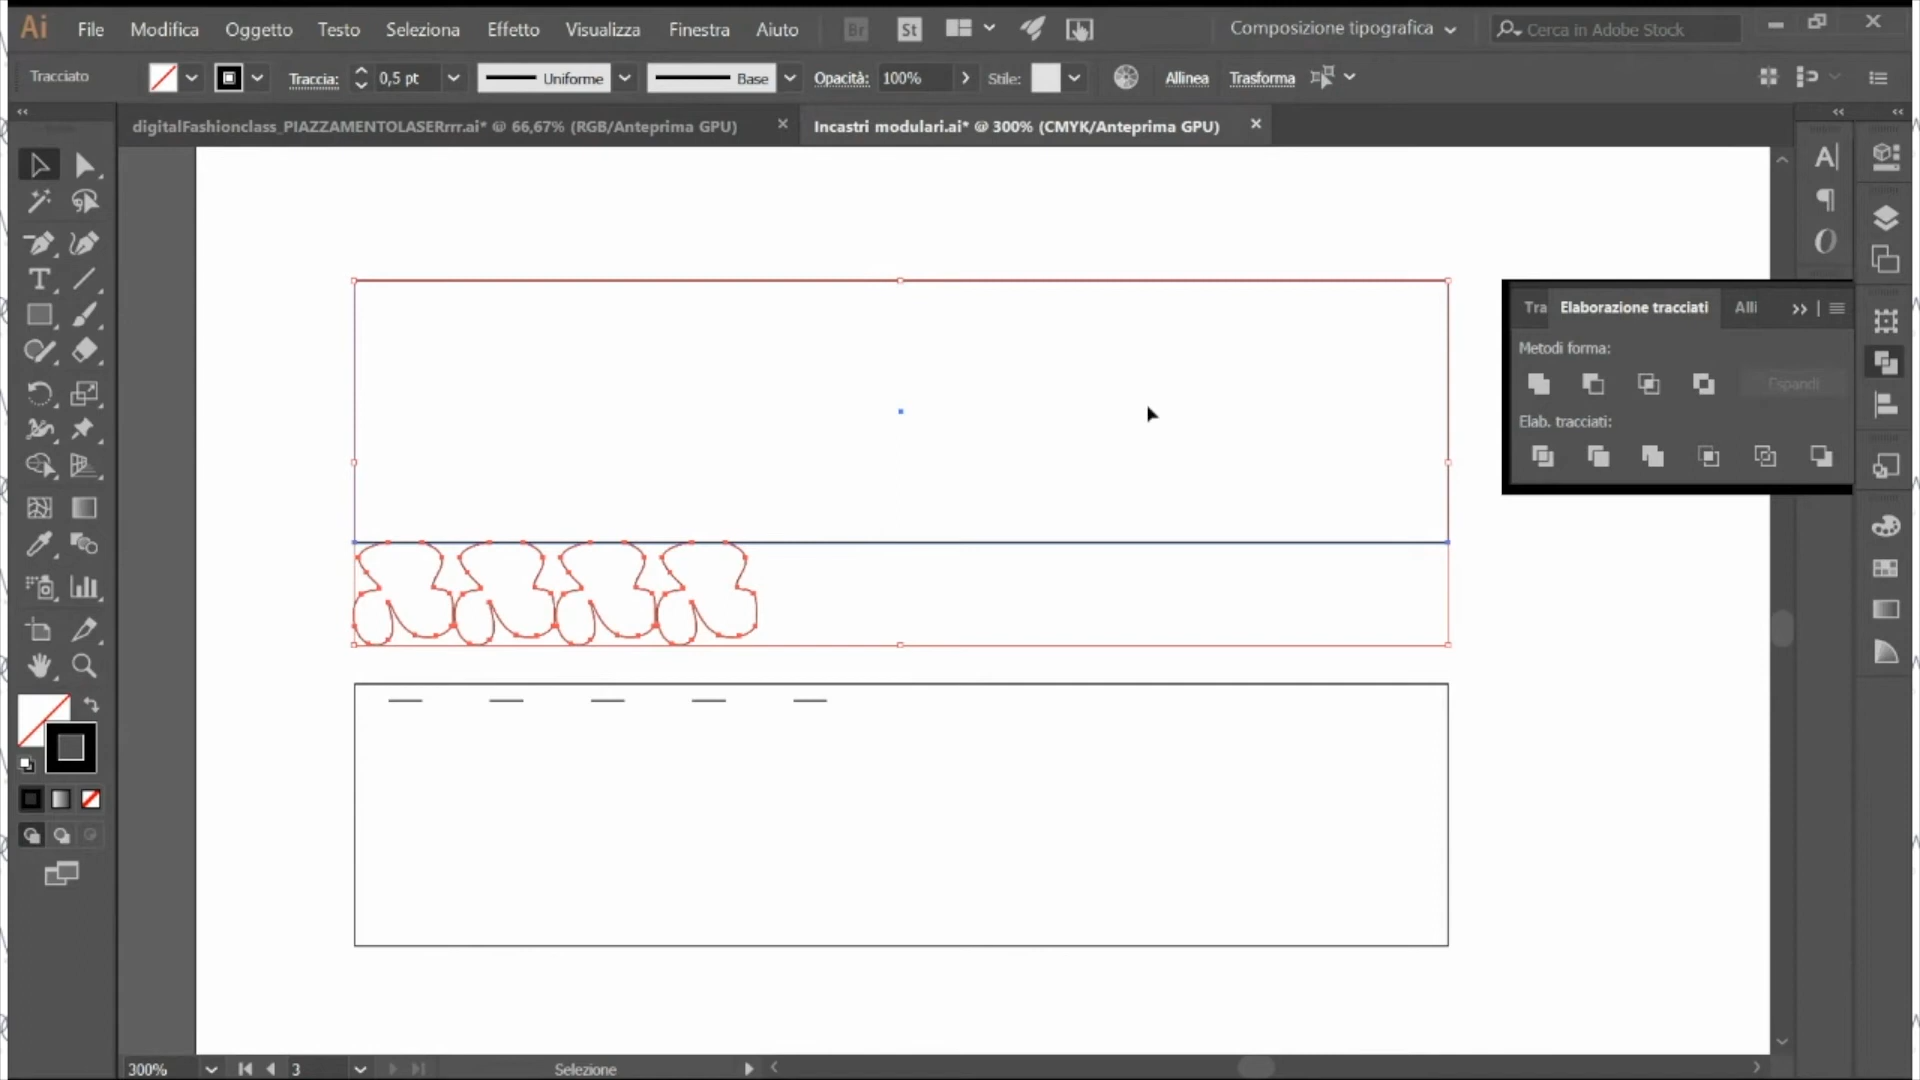 Ai File Modifica Oggetto Testo Seleziona Effetto Visualizza Finestra Aiuto Br St Composizione tipografica Cerca in Adobe Stock
Tracciato Traccia: 0,5 pt Uniforme Base Opacità: 100% Stile: Allinea Trasforma
digitalFashionclass_PIAZZAMENTOLASERrrr.ai* @ 66,67% (RGB/Anteprima GPU) Incastri modulari.ai* @ 300% (CMYK/Anteprima GPU)
Tra Elaborazione tracciati Alli
Metodi forma:
Espandi
Elab. tracciati:
300% 3 Selezione